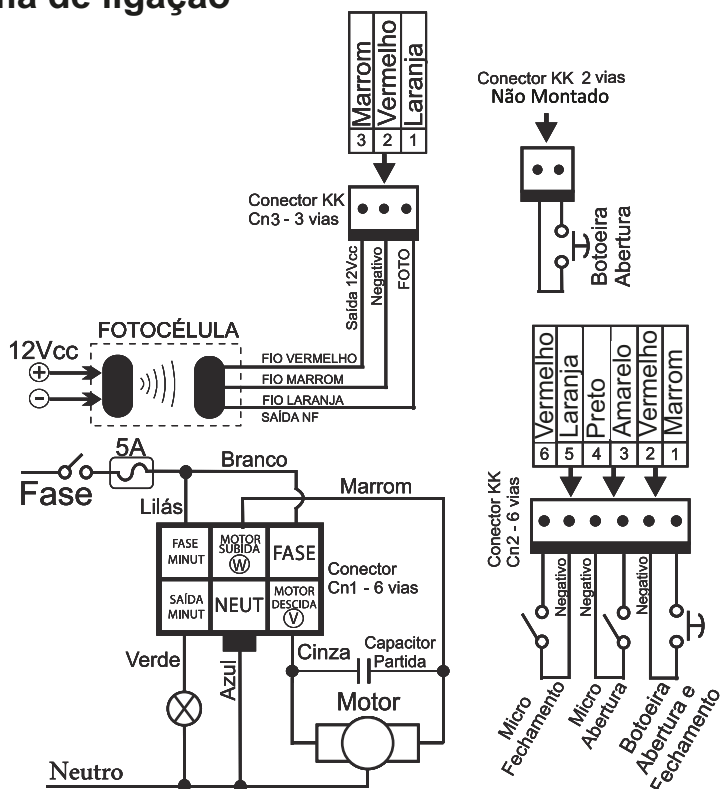 de ligação
Marrom
Vermelho
Laranja
3 2 1
Conector KK
Cn3 - 3 vias
Saída 12Vcc
Negativo
FOTO
Conector KK 2 vias
Não Montado
Botoeira
Abertura
FOTOCÉLULA
12Vcc
+
-
FIO VERMELHO
FIO MARROM
FIO LARANJA
SAÍDA NF
Vermelho
Laranja
Preto
Amarelo
Vermelho
Marrom
6 5 4 3 2 1
Conector KK
Cn2 - 6 vias
Negativo
Negativo
Negativo
Micro
Fechamento
Micro
Abertura
Botoeira
Abertura e
Fechamento
5A
Fase
Branco
Lilás
Marrom
FASE
MINUT
MOTOR
SUBIDA
W
FASE
SAÍDA
MINUT
NEUT
MOTOR
DESCIDA
V
Conector
Cn1 - 6 vias
Verde
Azul
Cinza
Capacitor
Partida
Motor
Neutro